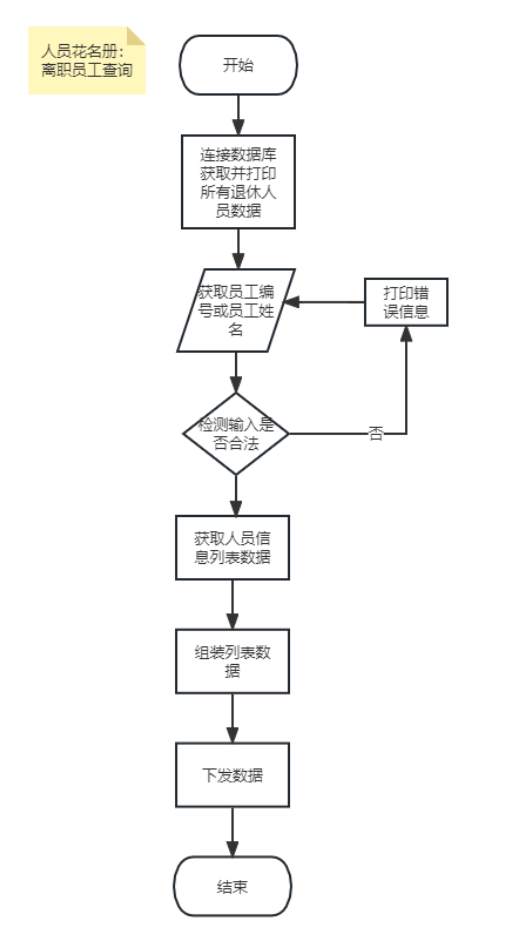 人员花名册：
离职员工查询
开始
连接数据库
获取并打印
所有退休人
员数据
获取员工编
号或员工姓
名
打印错
误信息
检测输入是
否合法
否
获取人员信
息列表数据
组装列表数
据
下发数据
结束